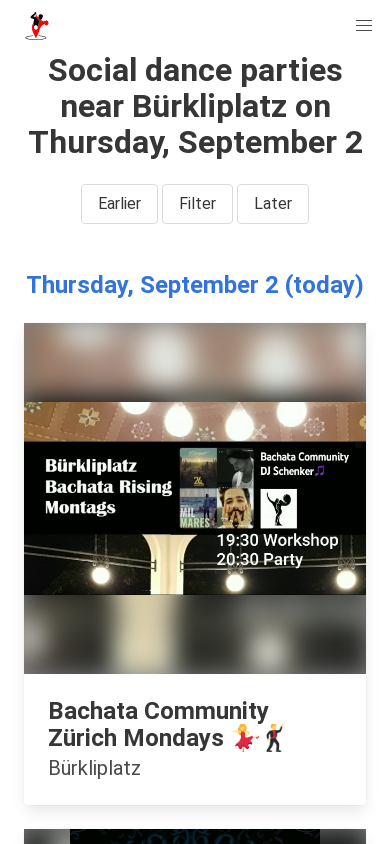 Social dance parties
near Bürkliplatz on
Thursday, September 2
Earlier
Filter
Later
Thursday, September 2 (today)
Bürkliplatz
Bachata Rising
Montags
MIL
MARES
Bachata Community
DJ Schenker🎵
19:30 Workshop
20:30 Party
Bachata Community
Zürich Mondays 💃🕺
Bürkliplatz